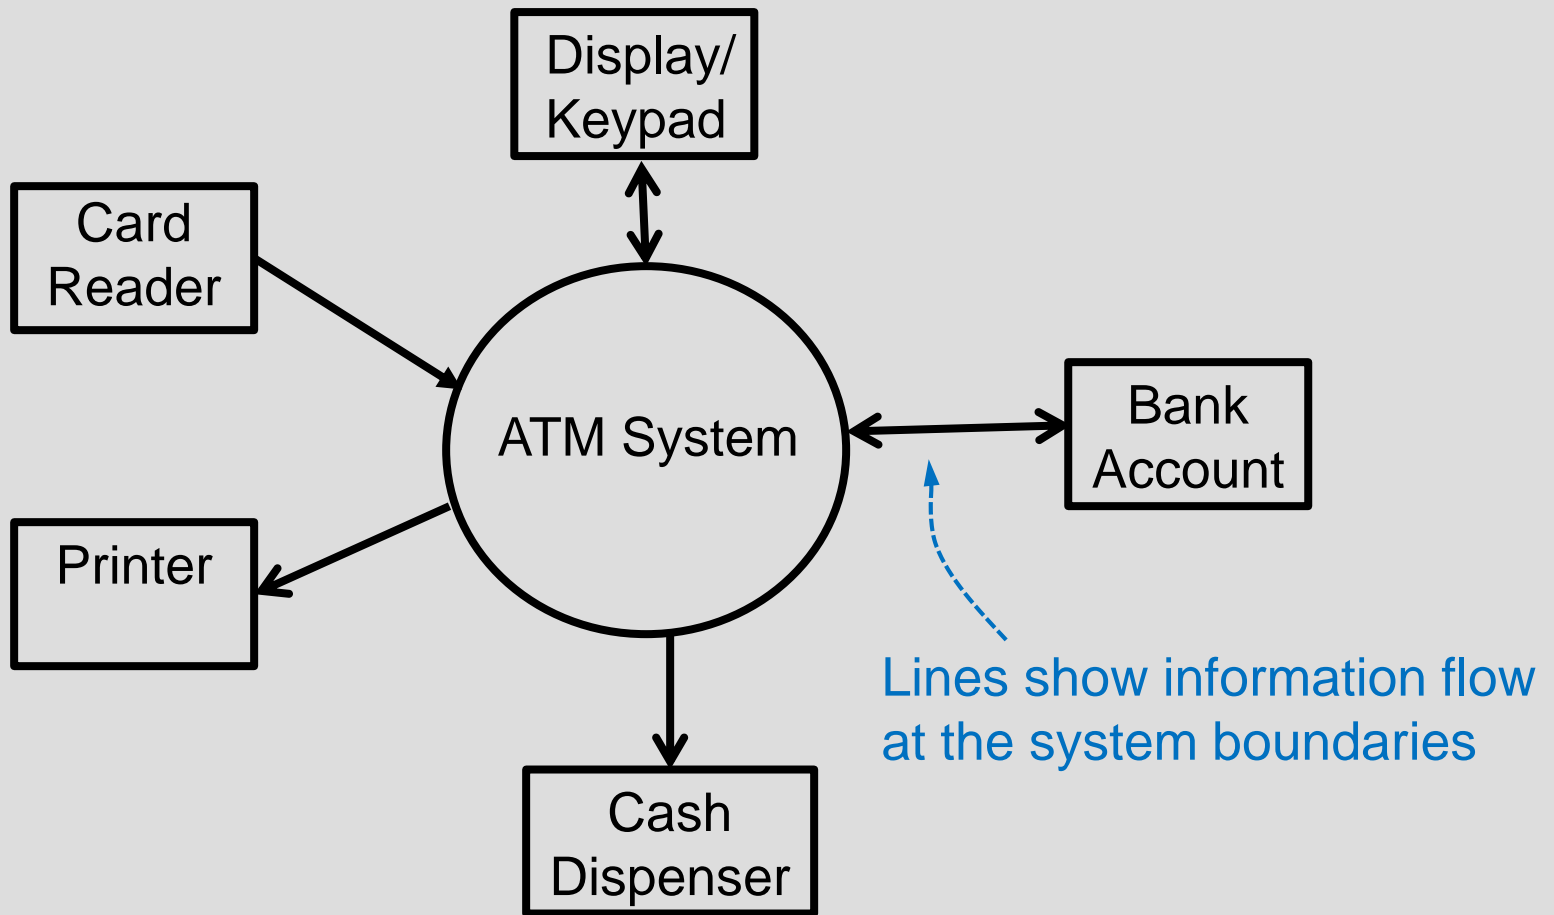 Display/
Keypad
Card
Reader
ATM System
Bank
Account
Printer
Lines show information flow
at the system boundaries
Cash
Dispenser